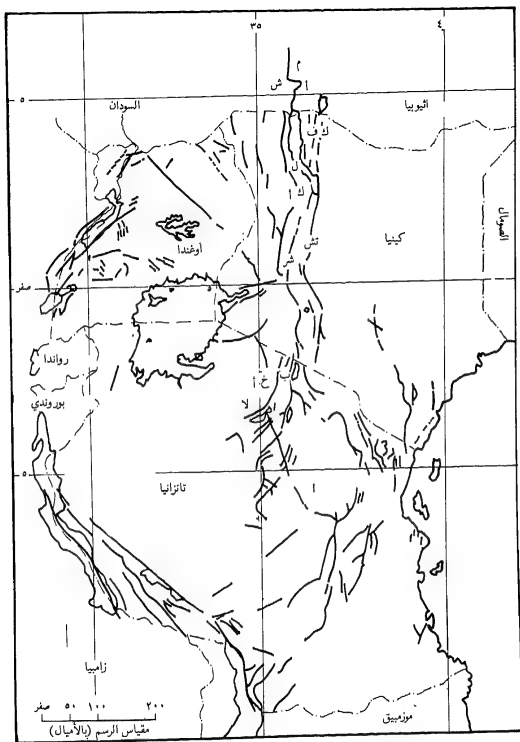 ٣٥ ٤
م
ش أ
٥ السودان اثيوبيا
ف ك
ل
ك
الصومال
أوغندا تش كينيا
ش
صفر
رواندا
ب
خ أ
بوروندي لا
٥
تانزانيا أ
زامبيا
صفر ٥٠ ١٠٠ ٢٠٠
مقياس الرسم (بالأميال)
موزمبيق